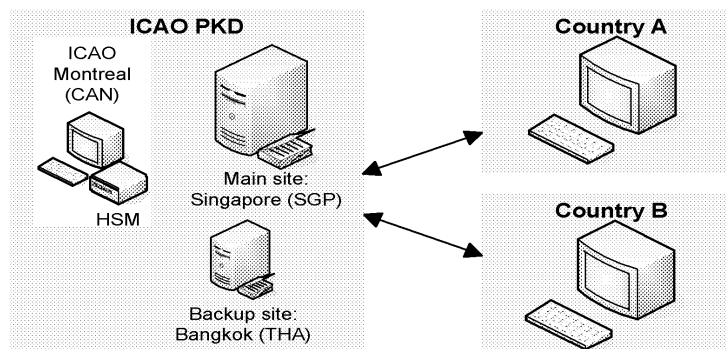 ICAO PKD
ICAO
Montreal
(CAN)
HSM
Main site:
Singapore (SGP)
Backup site:
Bangkok (THA)
Country A
Country B